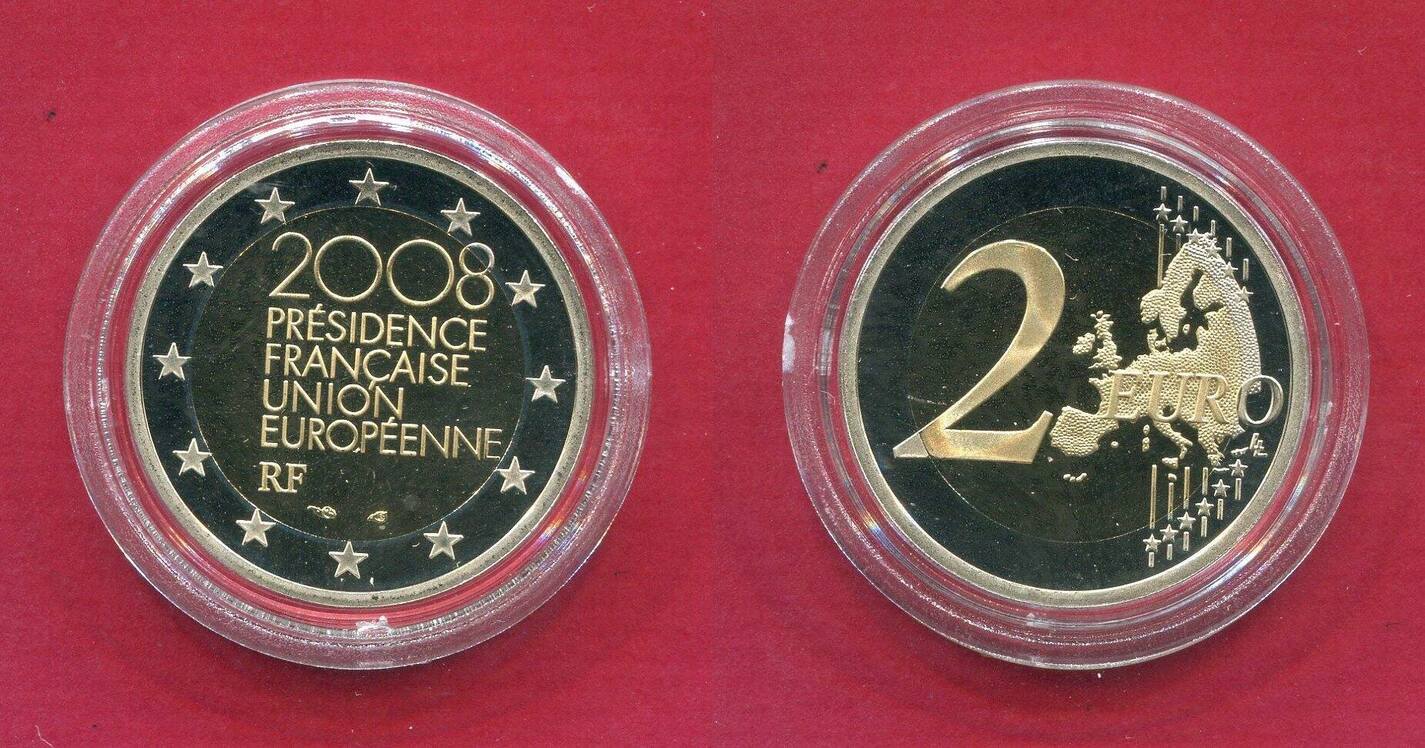 2008
PRÉSIDENCE
FRANÇAISE
UNION
EUROPÉENNE
RF
2 EURO